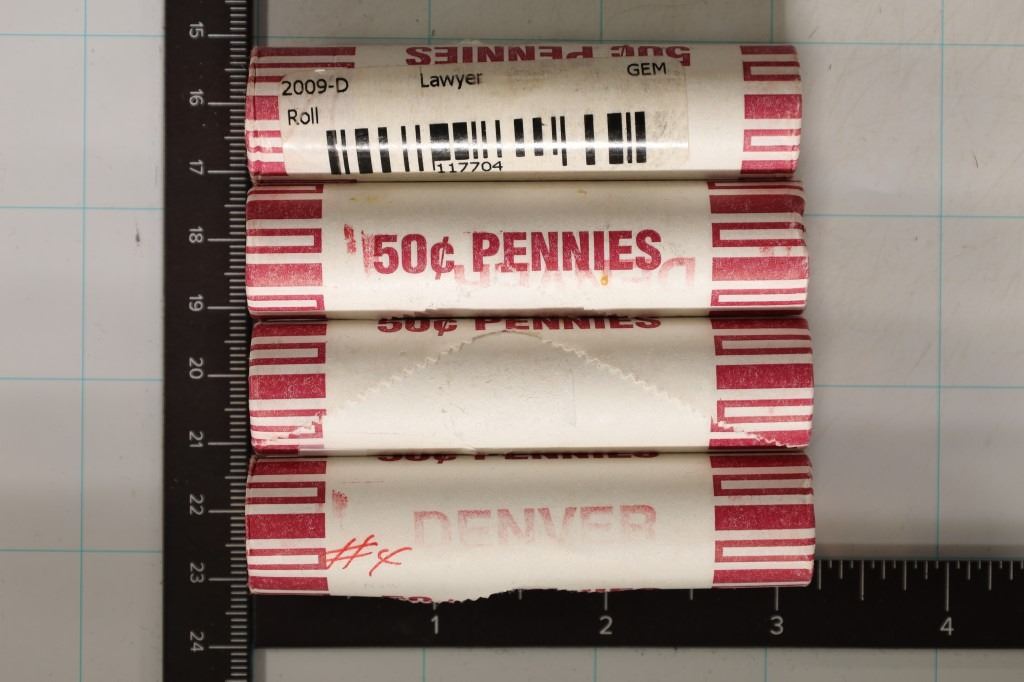 50¢ PENNIES
2009-D Lawyer GEM
Roll
117704
50¢ PENNIES
DENVER
50¢ PENNIES
50¢ PENNIES
DENVER
#4
15
16
17
18
19
20
21
22
23
24
1 2 3 4